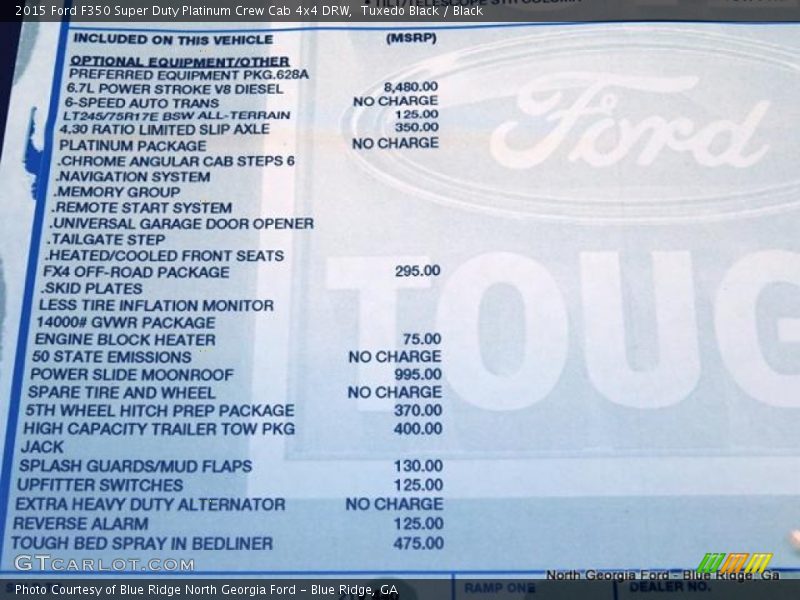 2015 Ford F350 Super Duty Platinum Crew Cab 4x4 DRW, Tuxedo Black / Black
INCLUDED ON THIS VEHICLE (MSRP)
OPTIONAL EQUIPMENT/OTHER
PREFERRED EQUIPMENT PKG.628A
6.7L POWER STROKE V8 DIESEL 8,480.00
6-SPEED AUTO TRANS NO CHARGE
LT245/75R17E BSW ALL-TERRAIN 125.00
4.30 RATIO LIMITED SLIP AXLE 350.00
PLATINUM PACKAGE NO CHARGE
.CHROME ANGULAR CAB STEPS 6
.NAVIGATION SYSTEM
.MEMORY GROUP
.REMOTE START SYSTEM
.UNIVERSAL GARAGE DOOR OPENER
.TAILGATE STEP
.HEATED/COOLED FRONT SEATS
FX4 OFF-ROAD PACKAGE 295.00
.SKID PLATES
LESS TIRE INFLATION MONITOR
14000# GVWR PACKAGE
ENGINE BLOCK HEATER 75.00
50 STATE EMISSIONS NO CHARGE
POWER SLIDE MOONROOF 995.00
SPARE TIRE AND WHEEL NO CHARGE
5TH WHEEL HITCH PREP PACKAGE 370.00
HIGH CAPACITY TRAILER TOW PKG 400.00
JACK
SPLASH GUARDS/MUD FLAPS 130.00
UPFITTER SWITCHES 125.00
EXTRA HEAVY DUTY ALTERNATOR NO CHARGE
REVERSE ALARM 125.00
TOUGH BED SPRAY IN BEDLINER 475.00
Ford
TOUG
GTcarlot.com
North Georgia Ford - Blue Ridge, Ga
Photo Courtesy of Blue Ridge North Georgia Ford - Blue Ridge, GA
RAMP ONE
DEALER NO.